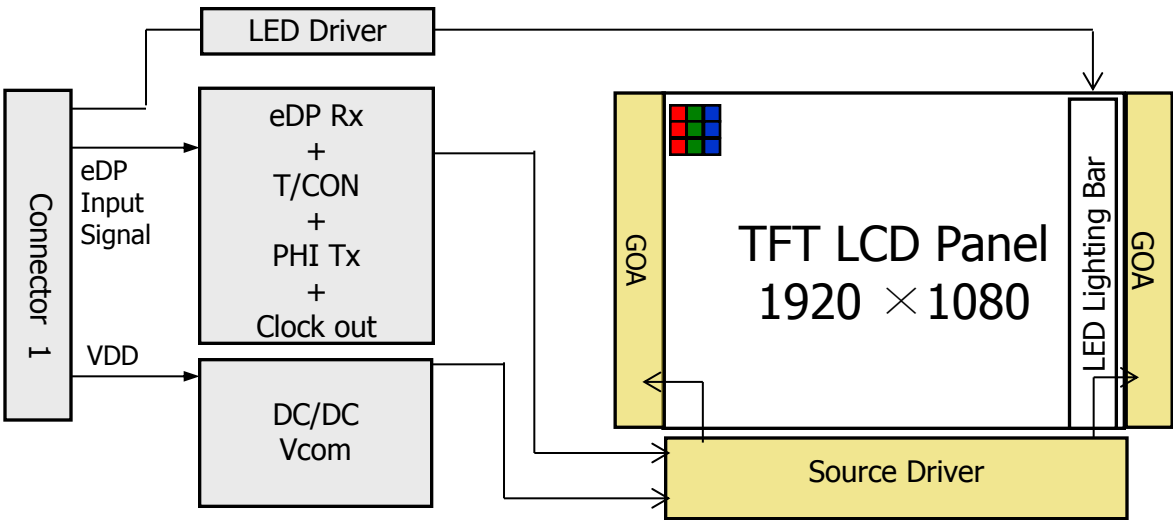 LED Driver
eDP Rx
+
T/CON
+
PHI Tx
+
Clock out
eDP
Input
Signal
Connector 1
VDD
DC/DC
Vcom
GOA
TFT LCD Panel
1920 ×1080
LED Lighting Bar
GOA
Source Driver